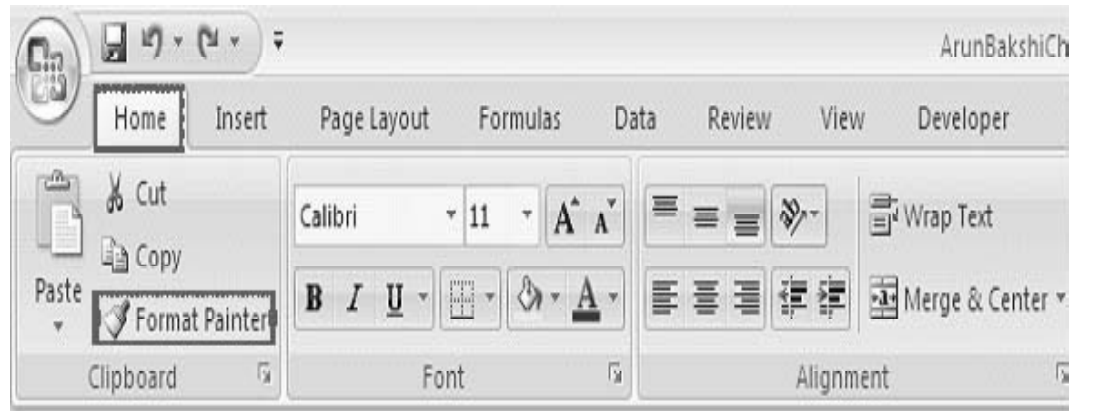 ArunBakshiCh
Home Insert Page Layout Formulas Data Review View Developer
Cut
Copy
Paste
Format Painter
Clipboard
Calibri 11 A A
B I U A
Font
Wrap Text
Merge & Center
Alignment